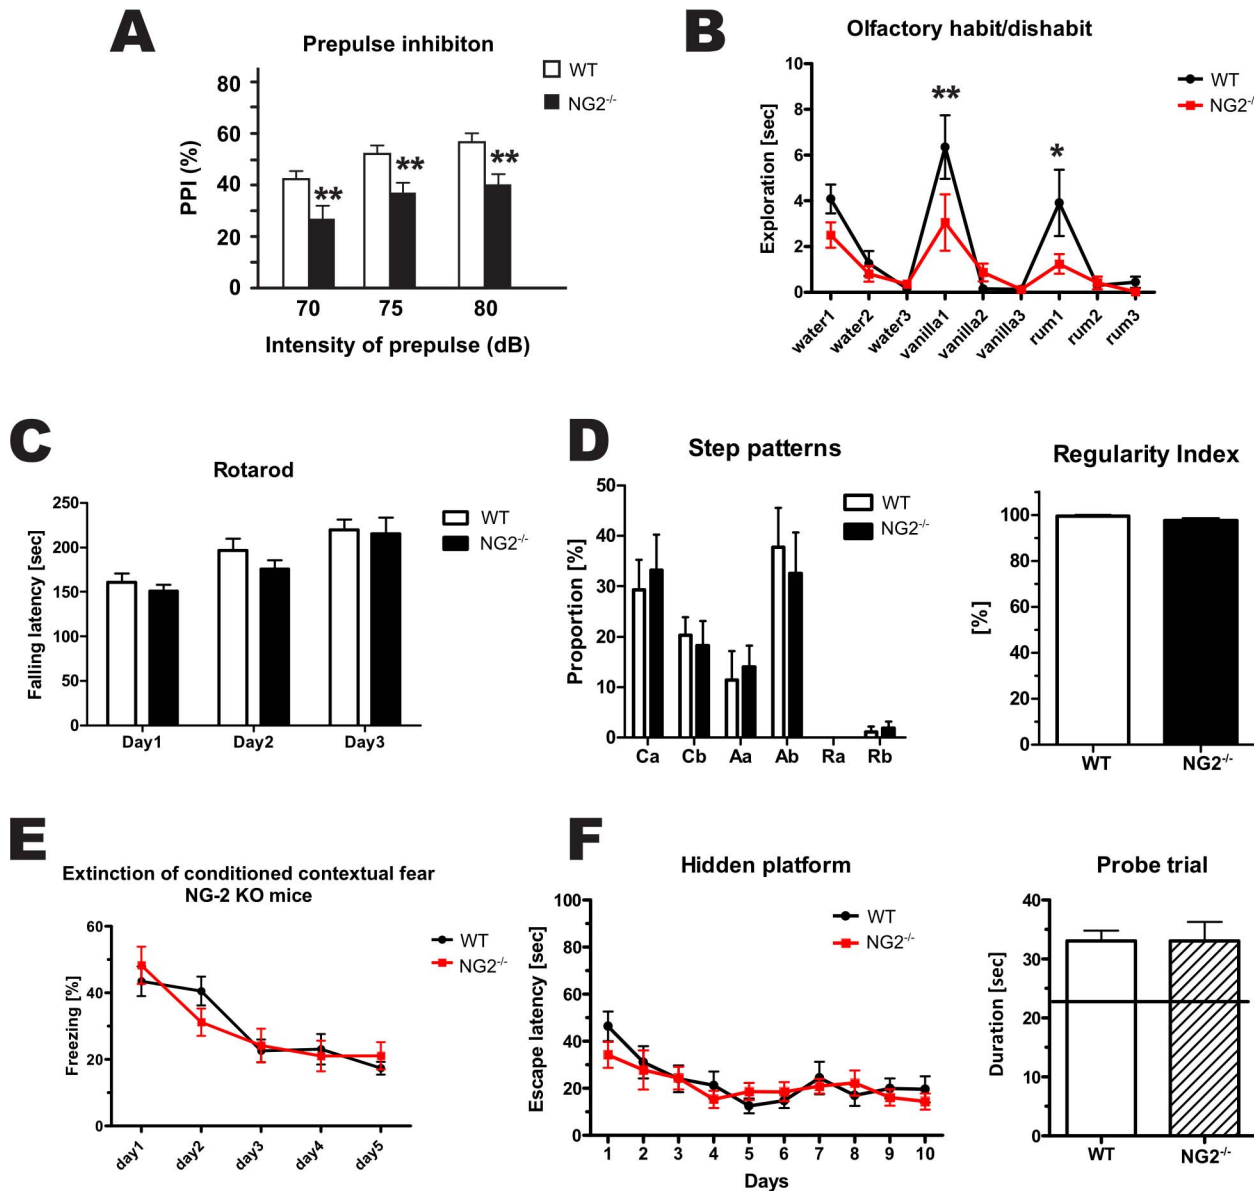 A
Prepulse inhibiton
WT
NG2-/-
80
60
40
20
0
PPI (%)
**
**
**
70 75 80
Intensity of prepulse (dB)
B
Olfactory habit/dishabit
WT
NG2-/
10
8
6
4
2
0
Exploration [sec]
**
*
water1 water2 water3 vanilla1 vanilla2 vanilla3 rum1 rum2 rum3
C
Rotarod
WT
NG2-/-
250
200
150
100
50
0
Falling latency [sec]
Day1 Day2 Day3
D
Step patterns
WT
NG2-/-
50
40
30
20
10
0
Proportion [%]
Ca Cb Aa Ab Ra Rb
Regularity Index
100
80
60
40
20
0
[%]
WT NG2-/-
E
Extinction of conditioned contextual fear
NG-2 KO mice
WT
NG2-/-
60
40
20
0
Freezing [%]
day1 day2 day3 day4 day5
F
Hidden platform
WT
NG2-/-
100
80
60
40
20
0
Escape latency [sec]
1 2 3 4 5 6 7 8 9 10
Days
Probe trial
40
30
20
10
0
Duration [sec]
WT NG2-/-